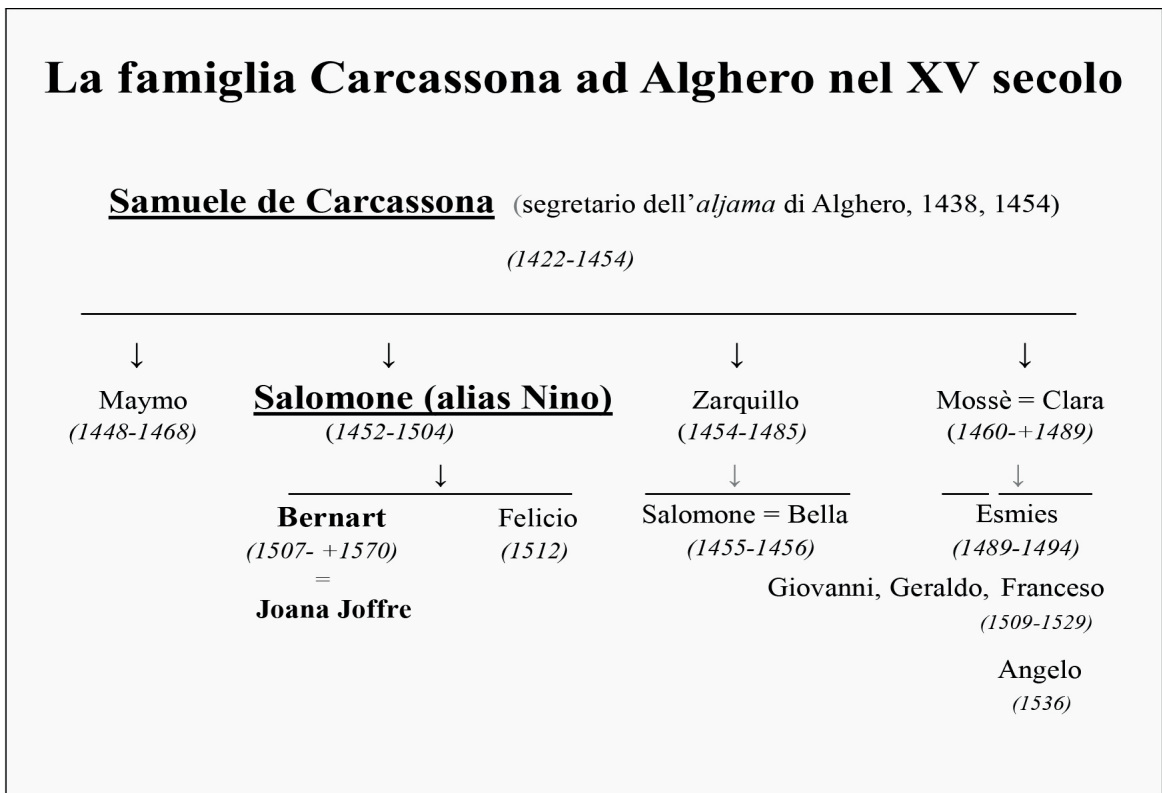 La famiglia Carcassona ad Alghero nel XV secolo
Samuele de Carcassona (segretario dell’aljama di Alghero, 1438, 1454)
(1422-1454)
↓ ↓ ↓ ↓
Maymo Salomone (alias Nino) Zarquillo Mossè = Clara
(1448-1468) (1452-1504) (1454-1485) (1460-+1489)
↓ ↓ ↓
Bernart Felicio Salomone = Bella Esmies
(1507- +1570) (1512) (1455-1456) (1489-1494)
=
Giovanni, Geraldo, Franceso
Joana Joffre
(1509-1529)
Angelo
(1536)